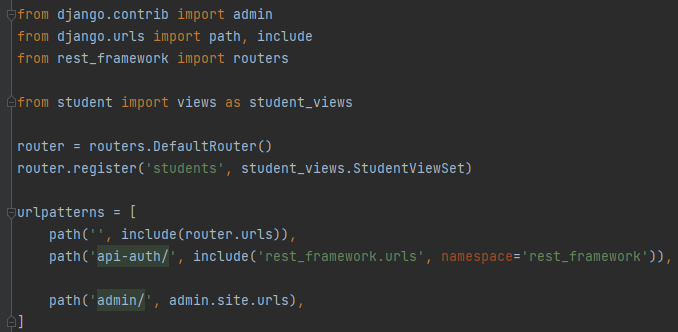 from django.contrib import admin
from django.urls import path, include
from rest_framework import routers
from student import views as student_views
router = routers.DefaultRouter()
router.register('students', student_views.StudentViewSet)
urlpatterns = [
    path('', include(router.urls)),
    path('api-auth/', include('rest_framework.urls', namespace='rest_framework')),
    path('admin/', admin.site.urls),
]